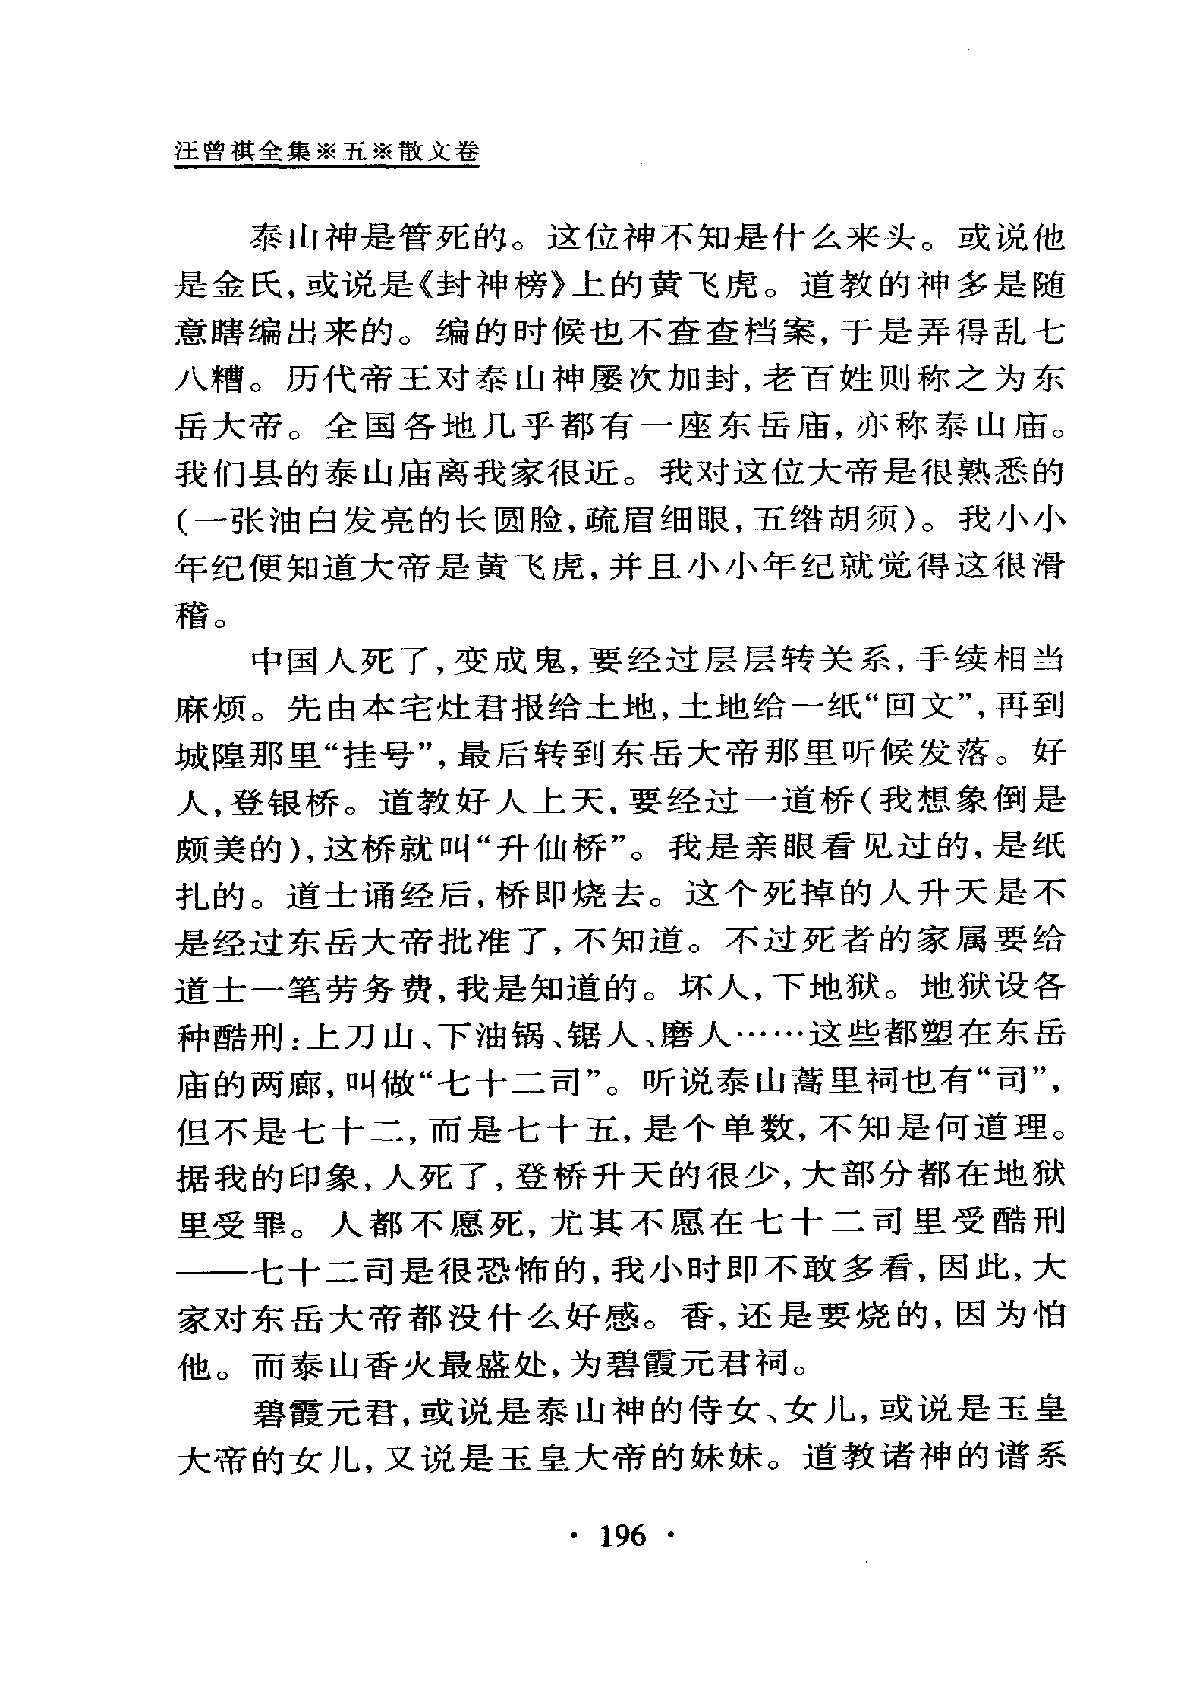 汪曾祺全集※五※散文卷
泰山神是管死的。这位神不知是什么来头。或说他
是金氏,或说是《封神榜》上的黄飞虎。道教的神多是随
意瞎编出来的。编的时候也不查查档案,于是弄得乱七
八糟。历代帝王对泰山神屡次加封,老百姓则称之为东
岳大帝。全国各地几乎都有一座东岳庙,亦称泰山庙。
我们县的泰山庙离我家很近。我对这位大帝是很熟悉的
(一张油白发亮的长圆脸,疏眉细眼,五绺胡须)。我小小
年纪便知道大帝是黄飞虎,并且小小年纪就觉得这很滑
稽。
中国人死了,变成鬼,要经过层层转关系,手续相当
麻烦。先由本宅灶君报给土地,土地给一纸“回文”,再到
城隍那里“挂号”,最后转到东岳大帝那里听候发落。好
人,登银桥。道教好人上天,要经过一道桥(我想象倒是
颇美的),这桥就叫“升仙桥”。我是亲眼看见过的,是纸
扎的。道士诵经后,桥即烧去。这个死掉的人升天是不
是经过东岳大帝批准了,不知道。不过死者的家属要给
道士一笔劳务费,我是知道的。坏人,下地狱。地狱设各
种酷刑:上刀山、下油锅、锯人、磨人……这些都塑在东岳
庙的两廊,叫做“七十二司”。听说泰山蒿里祠也有“司”,
但不是七十二,而是七十五,是个单数,不知是何道理。
据我的印象,人死了,登桥升天的很少,大部分都在地狱
里受罪。人都不愿死,尤其不愿在七十二司里受酷刑
——七十二司是很恐怖的,我小时即不敢多看,因此,大
家对东岳大帝都没什么好感。香,还是要烧的,因为怕
他。而泰山香火最盛处,为碧霞元君祠。
碧霞元君,或说是泰山神的侍女、女儿,或说是玉皇
大帝的女儿,又说是玉皇大帝的妹妹。道教诸神的谱系
· 196 ·